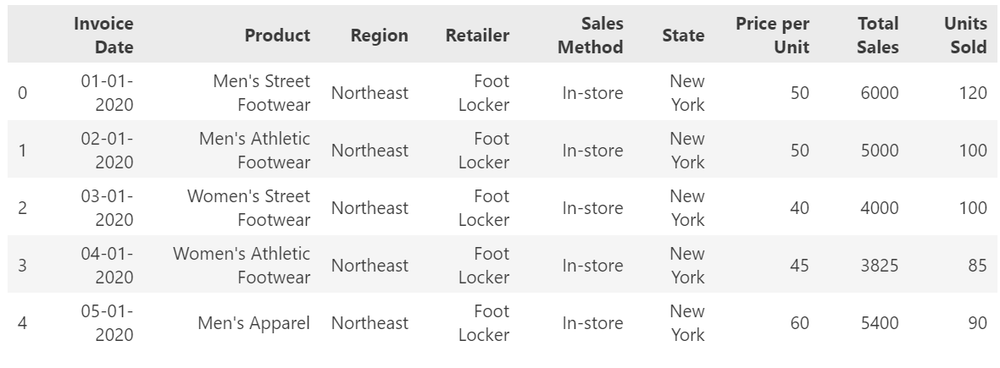 Invoice Date Product Region Retailer Sales Method State Price per Unit Total Sales Units Sold
0 01-01-2020 Men's Street Footwear Northeast Foot Locker In-store New York 50 6000 120
1 02-01-2020 Men's Athletic Footwear Northeast Foot Locker In-store New York 50 5000 100
2 03-01-2020 Women's Street Footwear Northeast Foot Locker In-store New York 40 4000 100
3 04-01-2020 Women's Athletic Footwear Northeast Foot Locker In-store New York 45 3825 85
4 05-01-2020 Men's Apparel Northeast Foot Locker In-store New York 60 5400 90